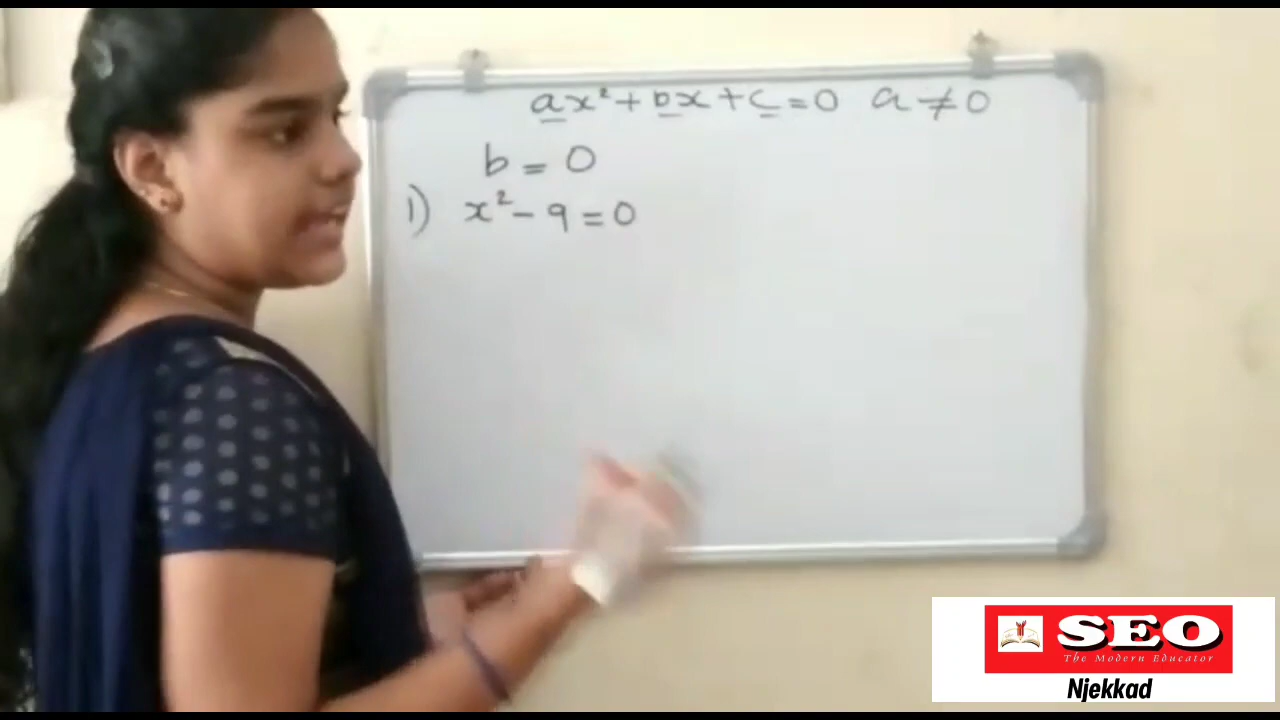 ax² + bx + c = 0 a ≠ 0
b = 0
1) x² - 9 = 0
SEO
The Modern Educator
Njekkad